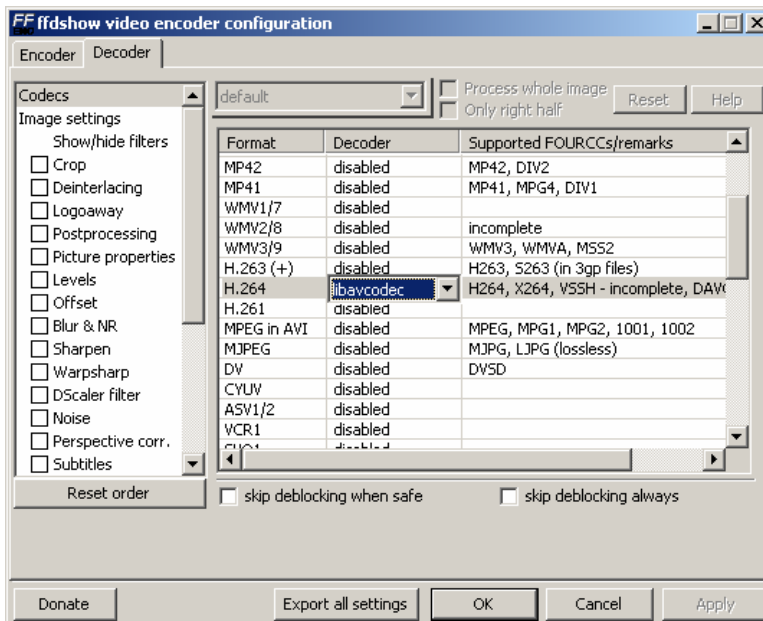 FF ffdshow video encoder configuration
Encoder Decoder
Codecs
Image settings
Show/hide filters
Crop
Deinterlacing
Logoaway
Postprocessing
Picture properties
Levels
Offset
Blur & NR
Sharpen
Warpsharp
DScaler filter
Noise
Perspective corr.
Subtitles
Reset order
default
Process whole image
Only right half
Reset Help
Format Decoder Supported FOURCCs/remarks
MP42 disabled MP42, DIV2
MP41 disabled MP41, MPG4, DIV1
WMV1/7 disabled
WMV2/8 disabled incomplete
WMV3/9 disabled WMV3, WMVA, MSS2
H.263 (+) disabled H263, S263 (in 3gp files)
H.264 libavcodec H264, X264, VSSH - incomplete,
H.261 disabled
MPEG in AVI disabled MPEG, MPG1, MPG2, 1001, 1002
MJPEG disabled MJPG, LJPG (lossless)
DV disabled DVSD
CYUV disabled
ASV1/2 disabled
VCR1 disabled
skip deblocking when safe skip deblocking always
Donate Export all settings OK Cancel Apply